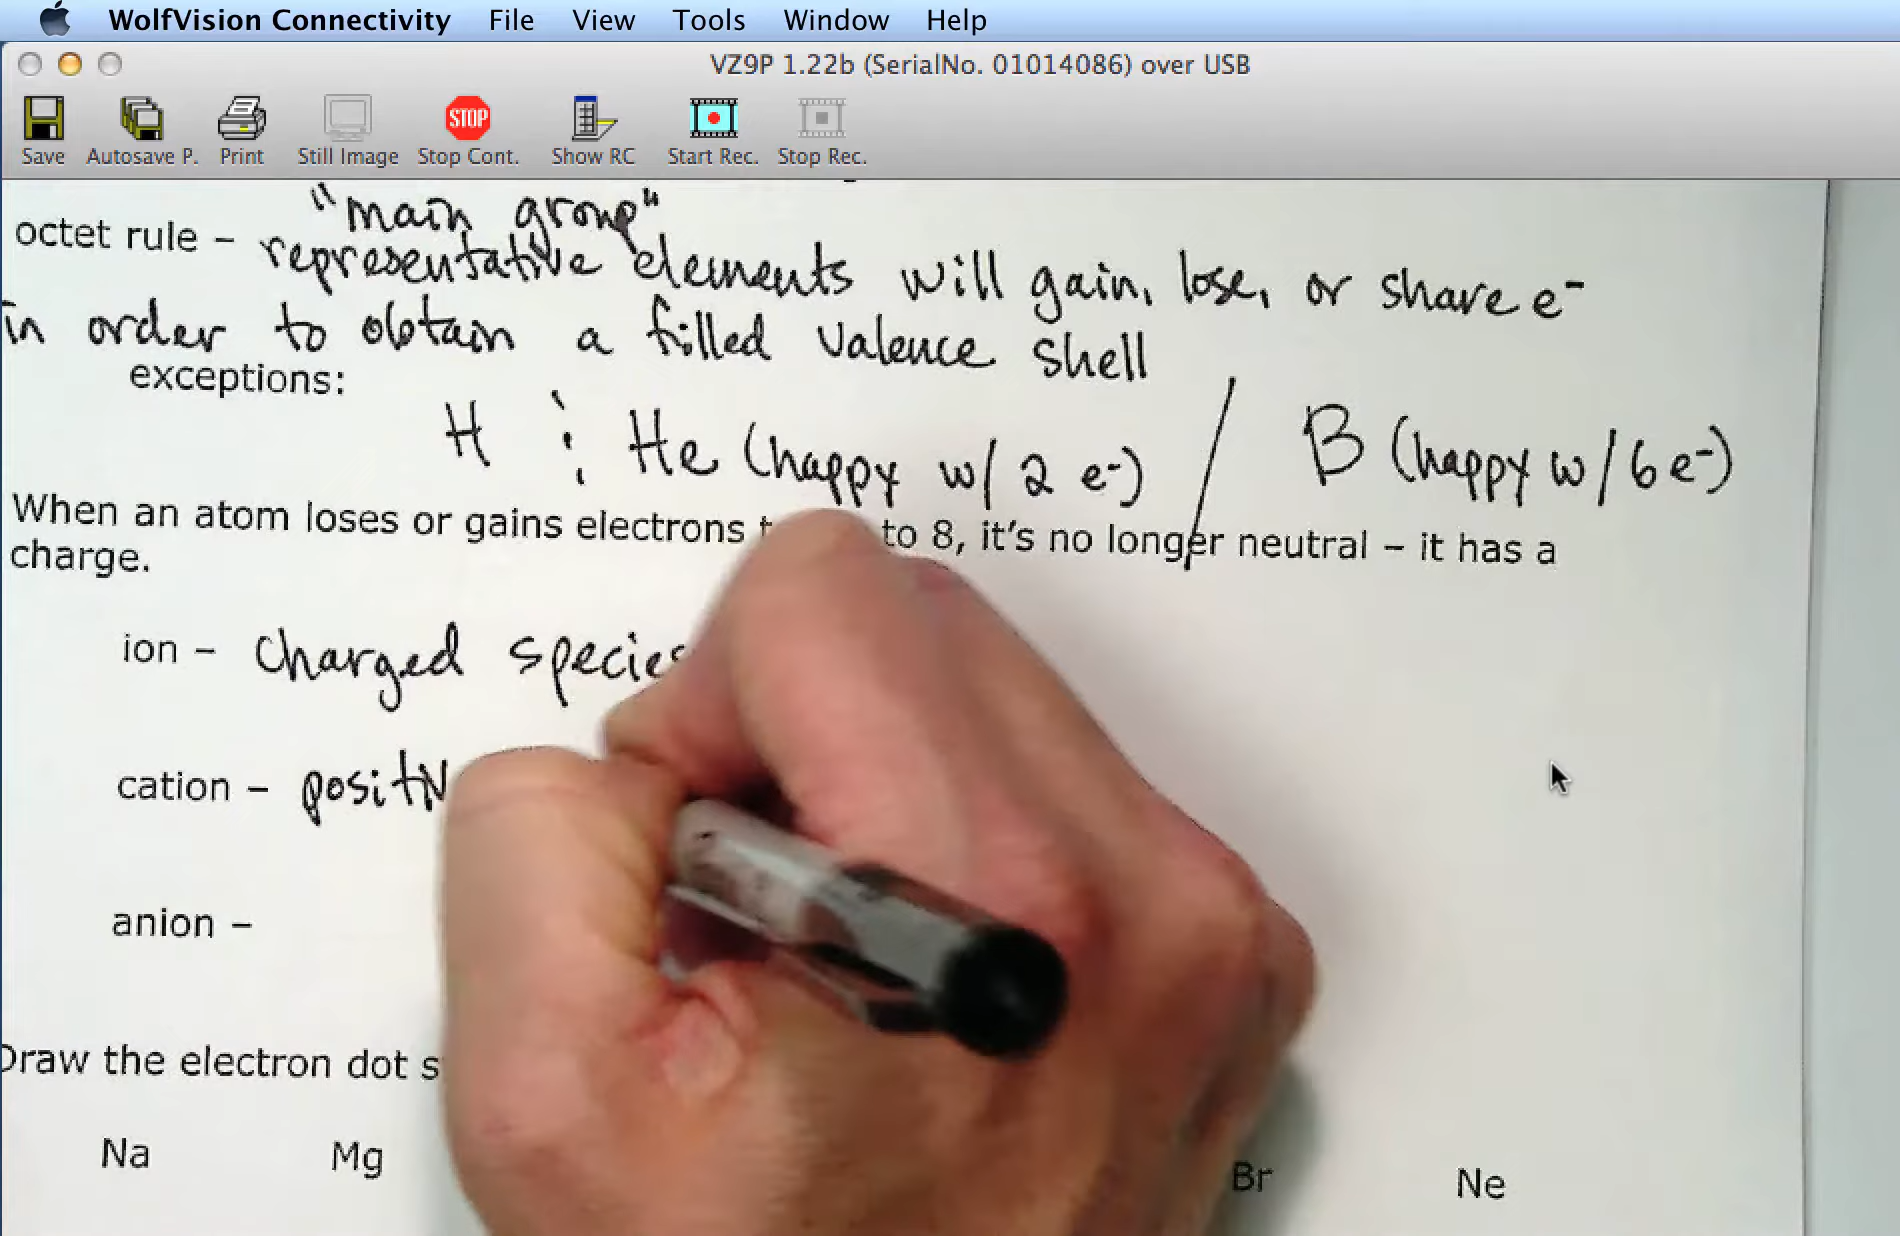 WolfVision Connectivity File View Tools Window Help
VZ9P 1.22b (SerialNo. 01014086) over USB
Save Autosave P. Print Still Image Stop Cont. Show RC Start Rec. Stop Rec.
STOP
"main group"
octet rule – representative elements will gain, lose, or share e⁻
in order to obtain a filled valence shell
exceptions:
H ; He (happy w/ 2 e⁻) / B (happy w/ 6 e⁻)
When an atom loses or gains electrons to 8, it's no longer neutral – it has a
charge.
ion – charged species
cation – positiv
anion –
Draw the electron dot s
Na Mg Br Ne